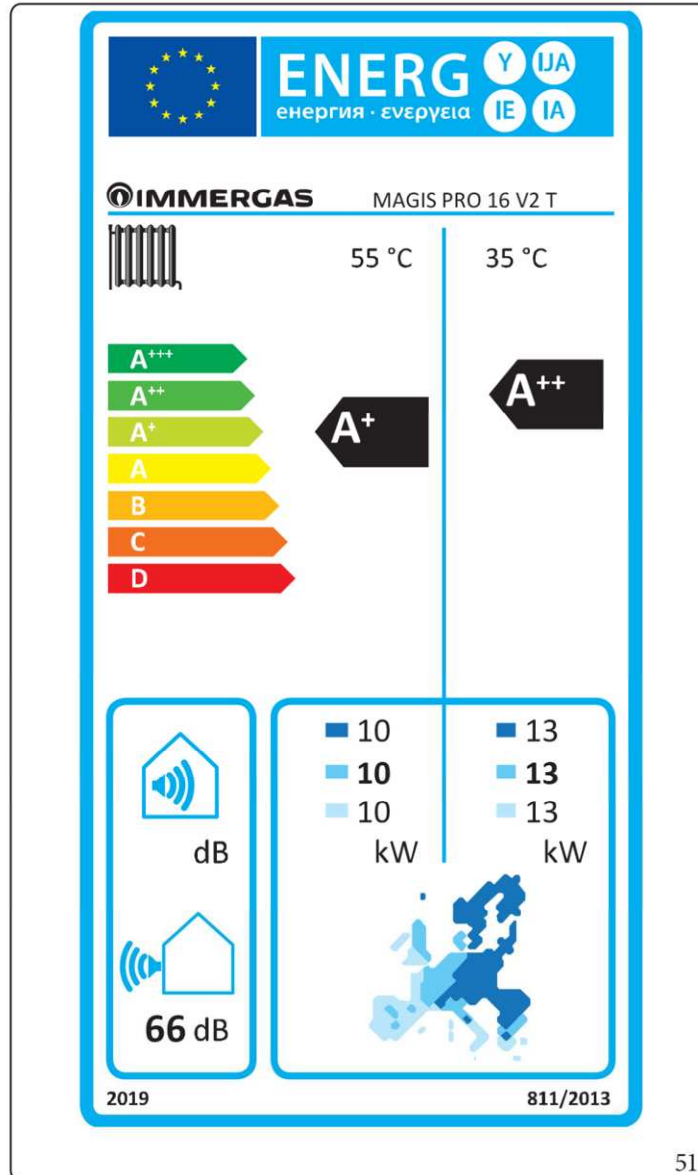 ENERG Y IJA
енергия · ενεργεια IE IA
IMMERGAS MAGIS PRO 16 V2 T
55 °C 35 °C
A+++
A++
A+
A
B
C
D
A+
A++
10 13
10 13
10 13
dB kW kW
66 dB
2019 811/2013
51